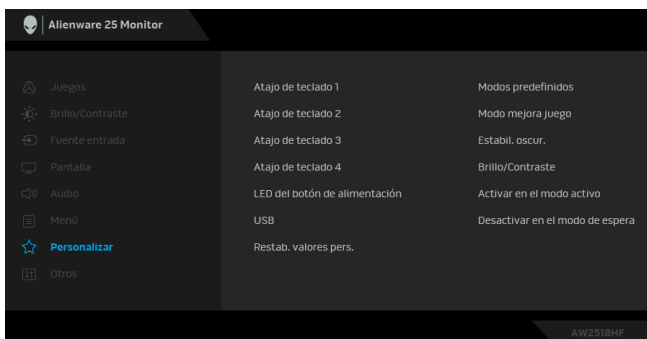 Alienware 25 Monitor
Juegos
Brillo/Contraste
Fuente entrada
Pantalla
Audio
Menú
Personalizar
Otros
Atajo de teclado 1 Modos predefinidos
Atajo de teclado 2 Modo mejora juego
Atajo de teclado 3 Estabil. oscur.
Atajo de teclado 4 Brillo/Contraste
LED del botón de alimentación Activar en el modo activo
USB Desactivar en el modo de espera
Restab. valores pers.
AW2518HF